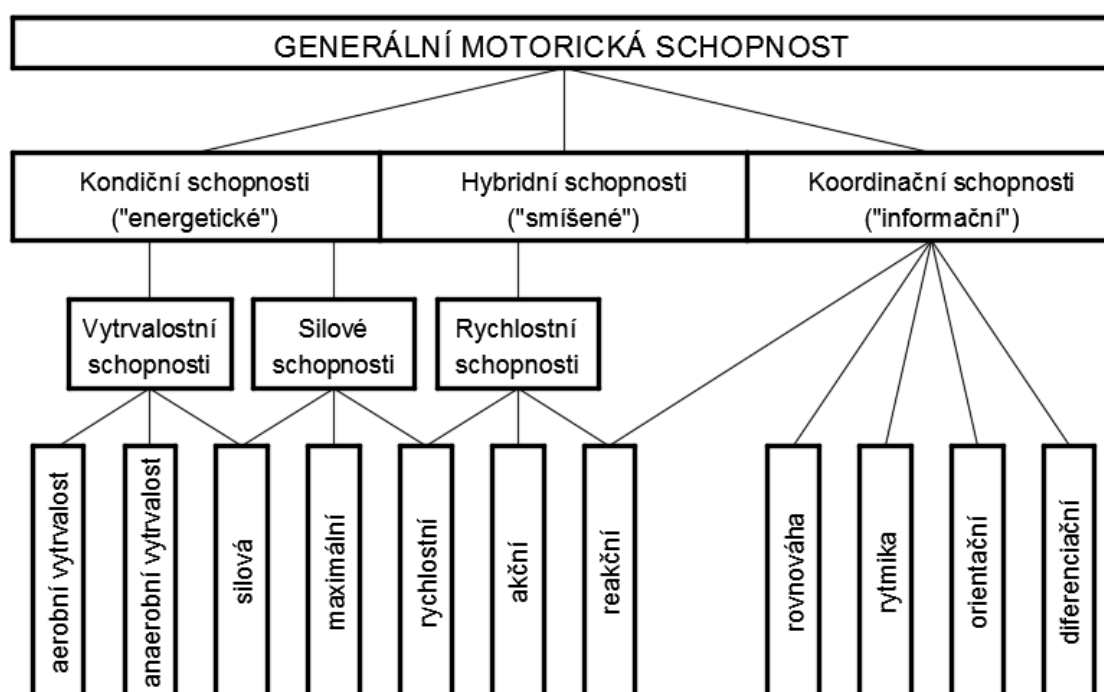 GENERÁLNÍ MOTORICKÁ SCHOPNOST
Kondiční schopnosti
("energetické")
Hybridní schopnosti
("smíšené")
Koordinační schopnosti
("informační")
Vytrvalostní
schopnosti
Silové
schopnosti
Rychlostní
schopnosti
aerobní vytrvalost
anaerobní vytrvalost
silová
maximální
rychlostní
akční
reakční
rovnováha
rytmika
orientační
diferenciační